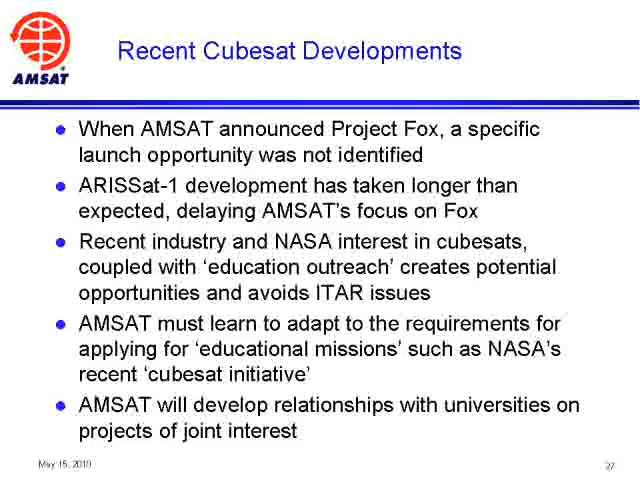 AMSAT
Recent Cubesat Developments
● When AMSAT announced Project Fox, a specific
launch opportunity was not identified
● ARISSat-1 development has taken longer than
expected, delaying AMSAT's focus on Fox
● Recent industry and NASA interest in cubesats,
coupled with ‘education outreach’ creates potential
opportunities and avoids ITAR issues
● AMSAT must learn to adapt to the requirements for
applying for ‘educational missions’ such as NASA's
recent ‘cubesat initiative’
● AMSAT will develop relationships with universities on
projects of joint interest
May 15, 2010
27